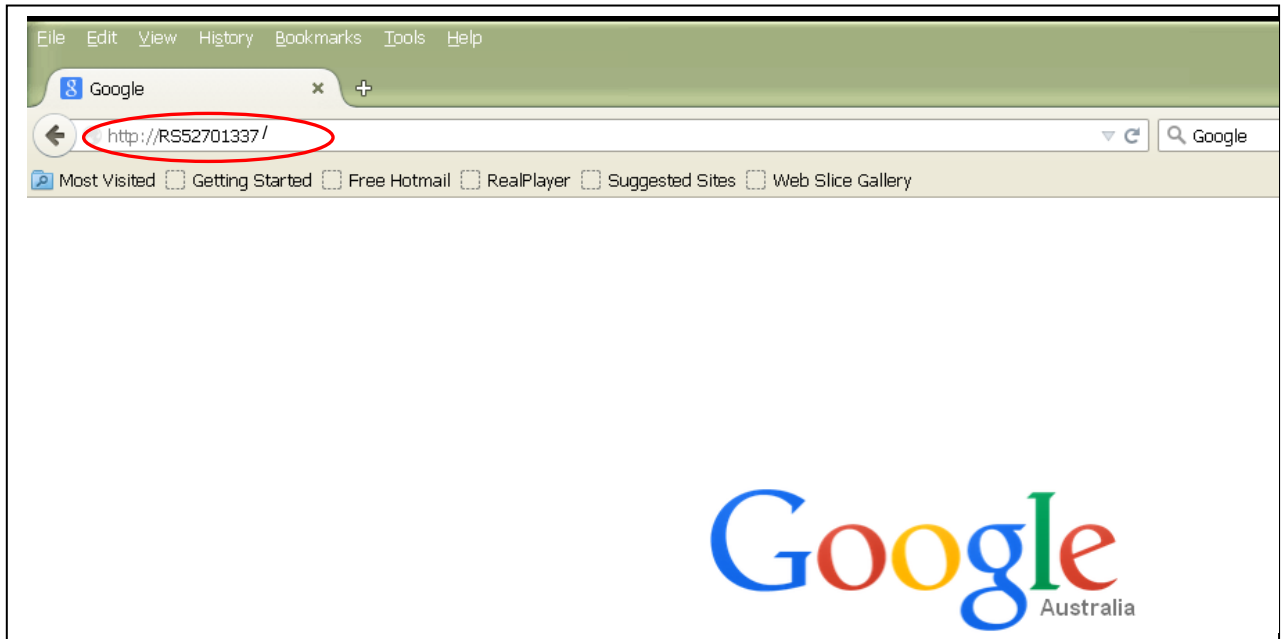 File Edit View History Bookmarks Tools Help
Google
http://RS52701337/ Google
Most Visited Getting Started Free Hotmail RealPlayer Suggested Sites Web Slice Gallery
Google
Australia